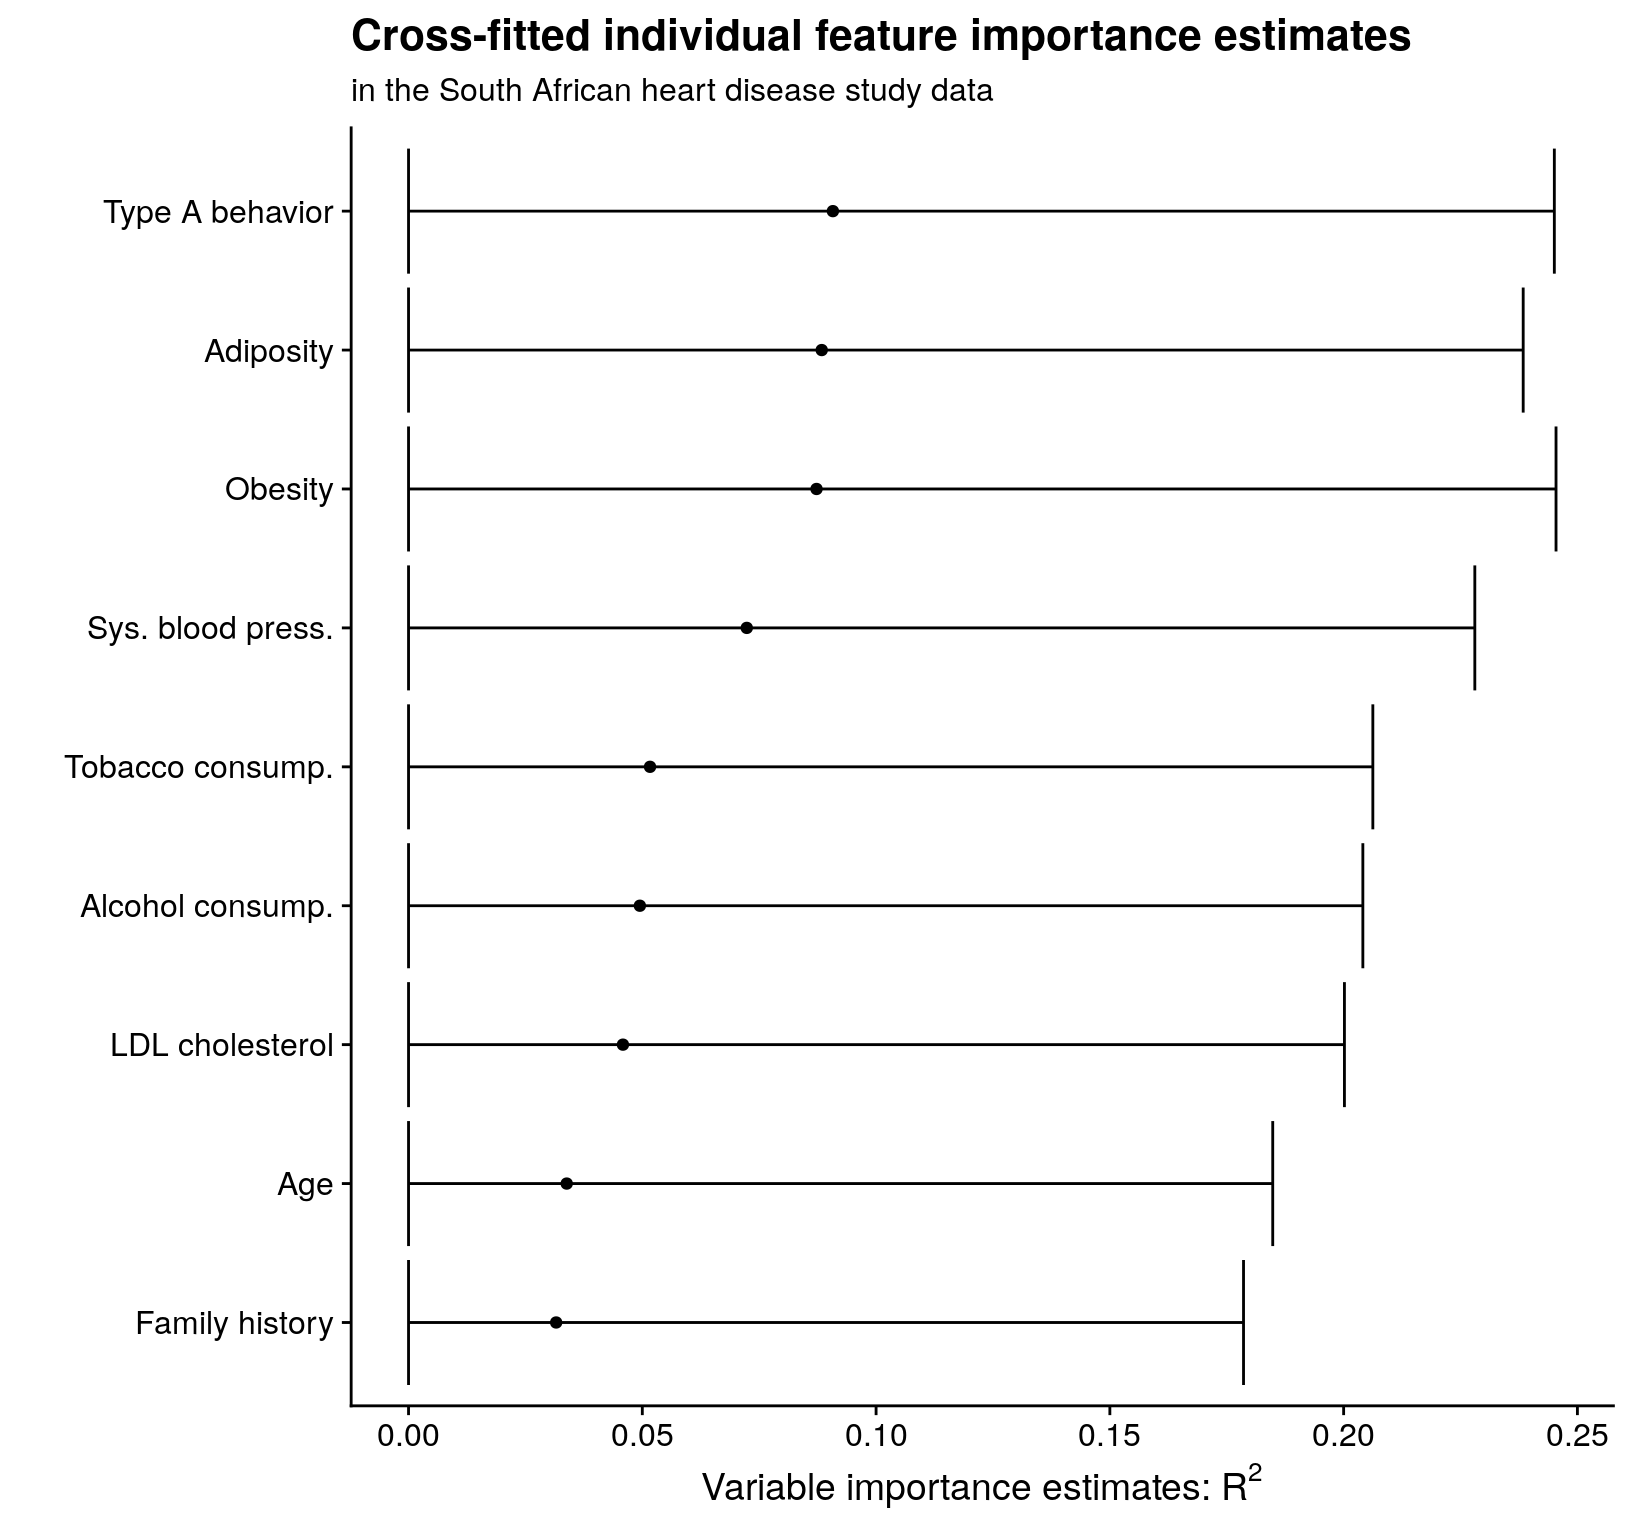 Cross-fitted individual feature importance estimates
in the South African heart disease study data
Type A behavior
Adiposity
Obesity
Sys. blood press.
Tobacco consump.
Alcohol consump.
LDL cholesterol
Age
Family history
0.00 0.05 0.10 0.15 0.20 0.25
Variable importance estimates: R²